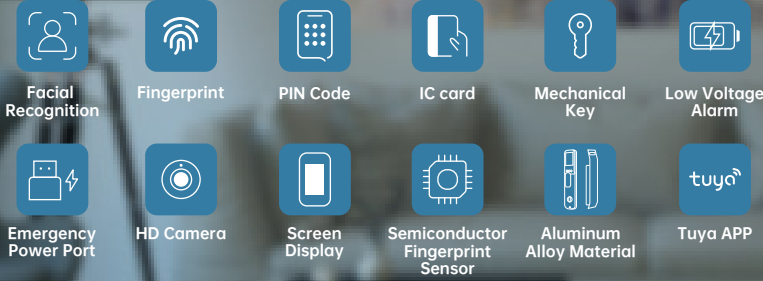 Facial
Recognition
Fingerprint
PIN Code
IC card
Mechanical
Key
Low Voltage
Alarm
tuya
Emergency
Power Port
HD Camera
Screen
Display
Semiconductor
Fingerprint
Sensor
Aluminum
Alloy Material
Tuya APP